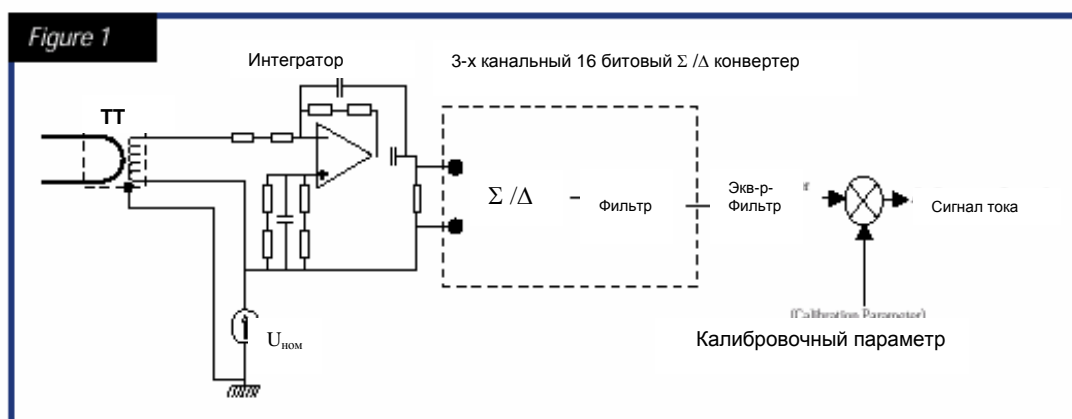 Figure 1
Интегратор
3-х канальный 16 битовый Σ /Δ конвертер
ТТ
Σ /Δ
Фильтр
Экв-р-
Фильтр
Сигнал тока
Uном
(Calibration Parameter)
Калибровочный параметр